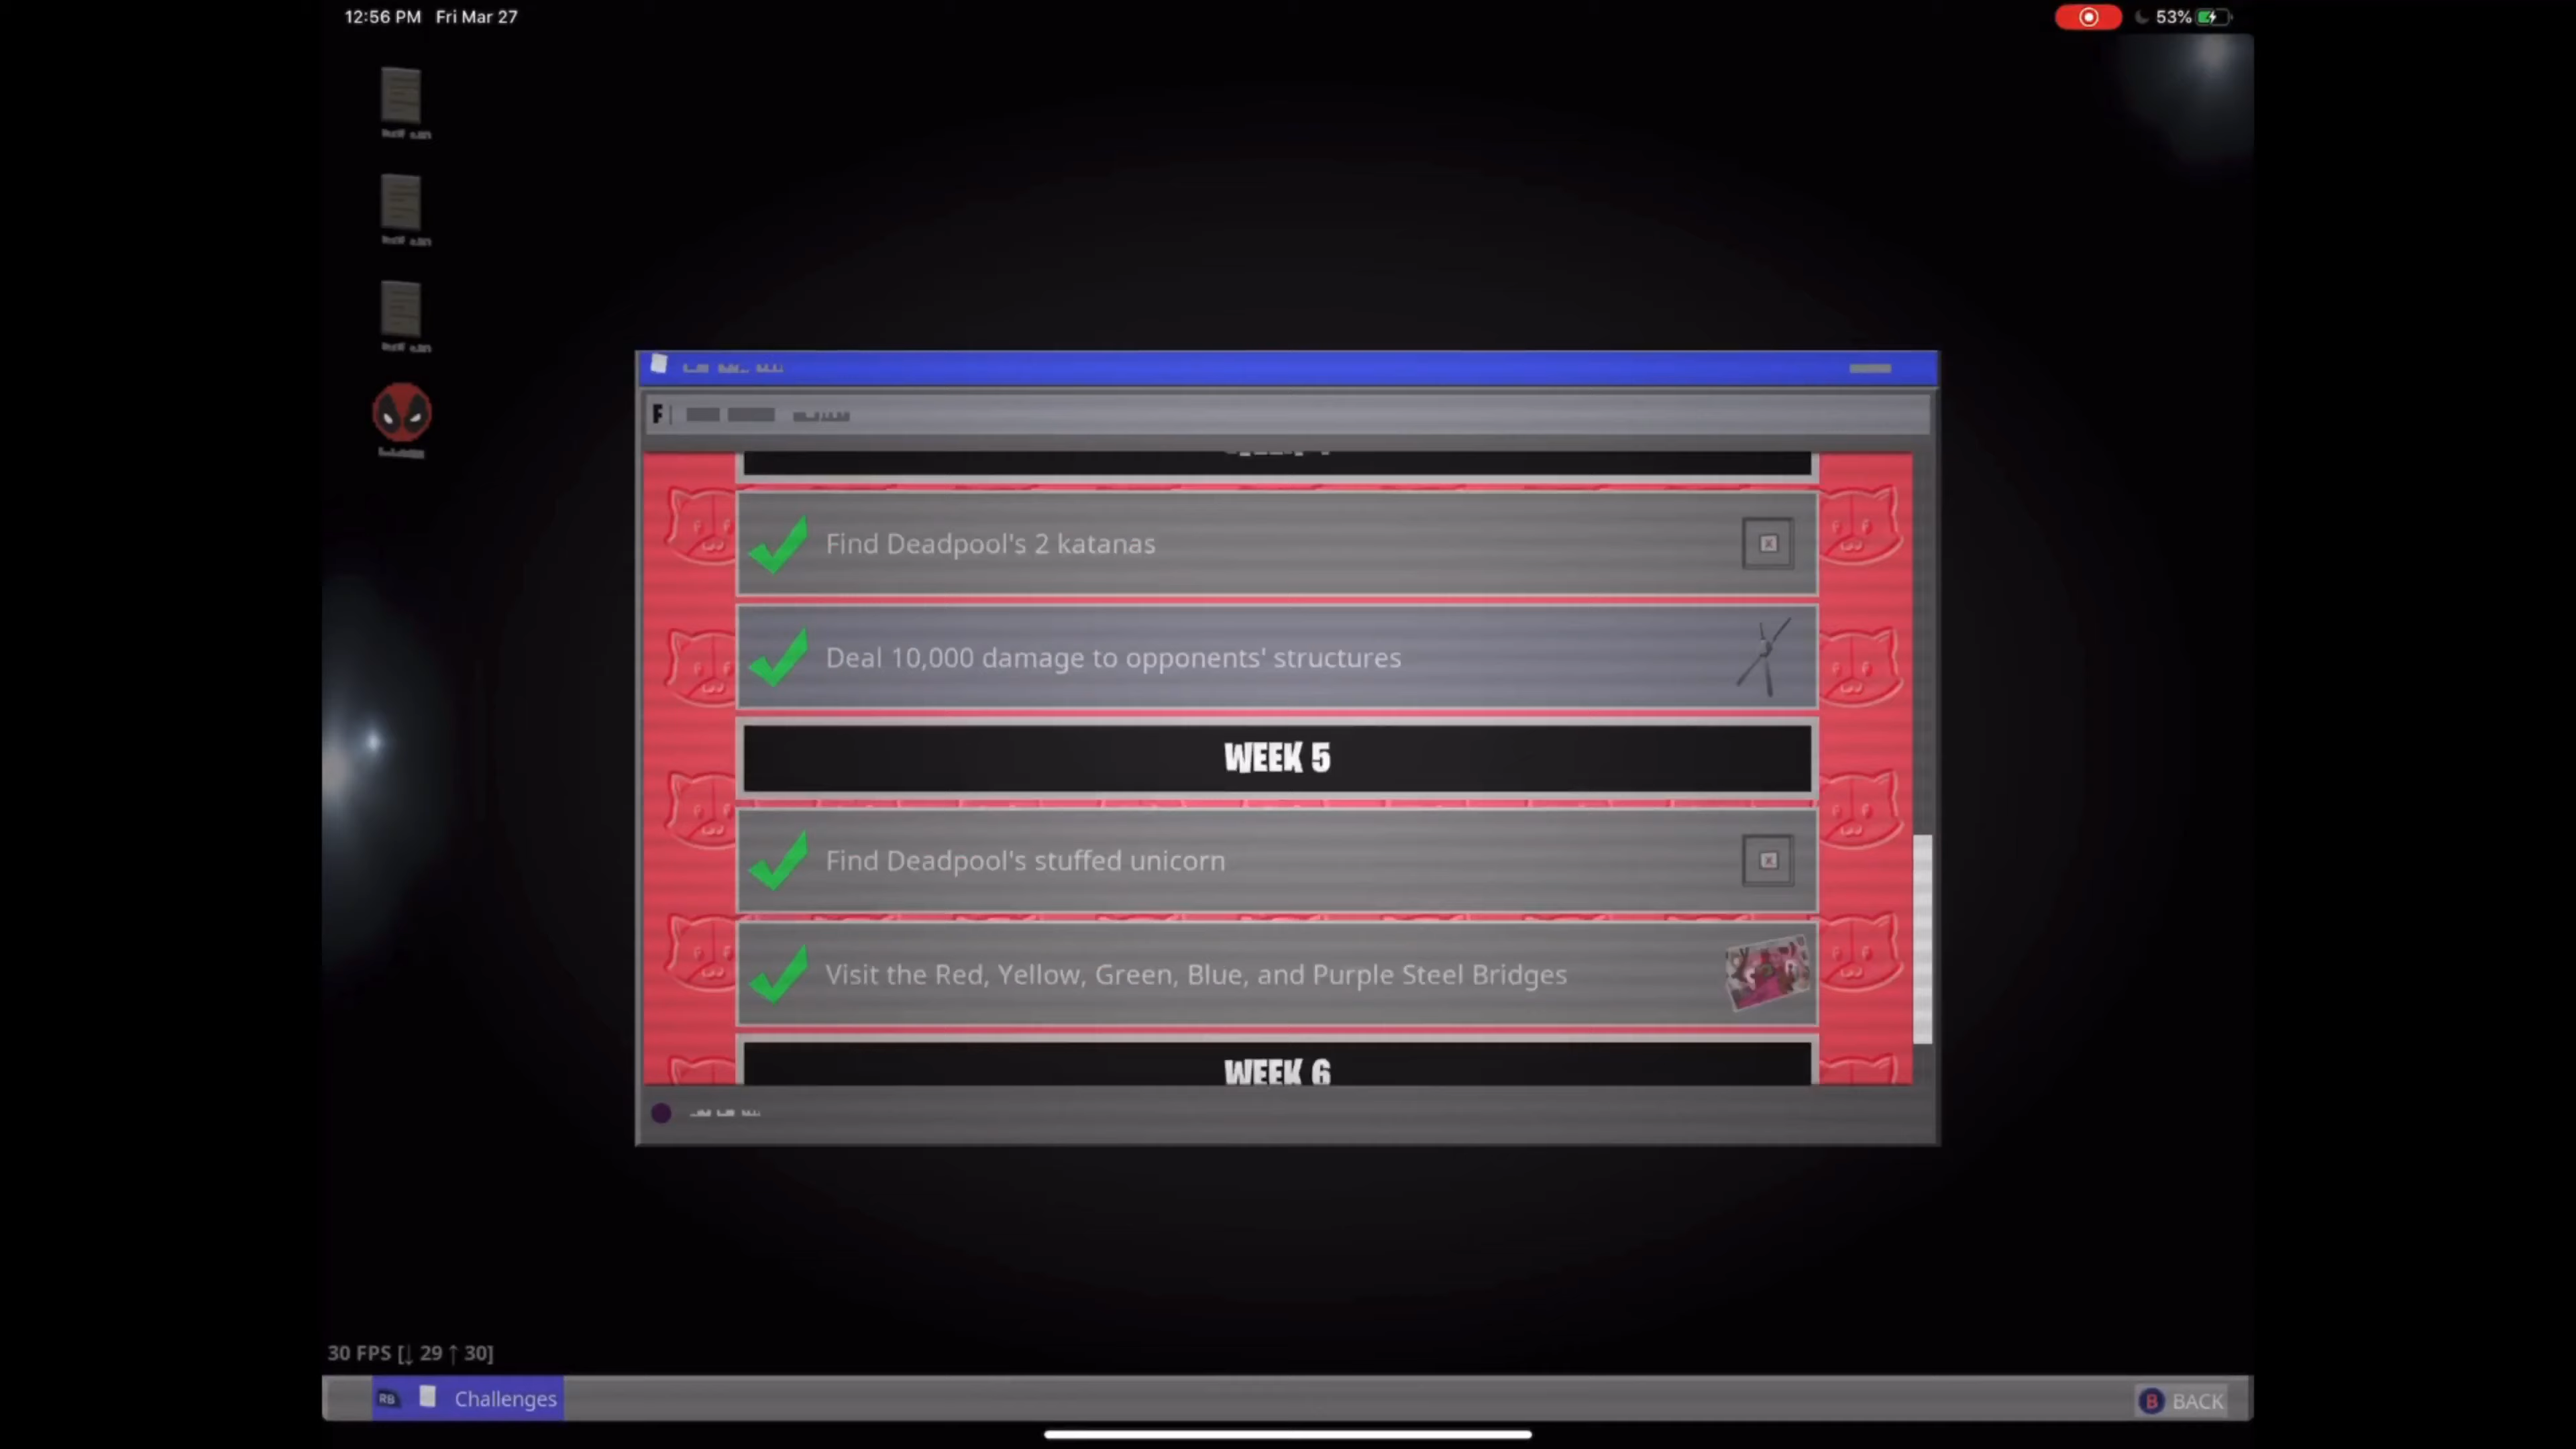 12:56 PM Fri Mar 27
53%
F
Find Deadpool's 2 katanas
Deal 10,000 damage to opponents' structures
WEEK 5
Find Deadpool's stuffed unicorn
Visit the Red, Yellow, Green, Blue, and Purple Steel Bridges
WEEK 6
30 FPS [↓ 29 ↑ 30]
RB Challenges
B BACK